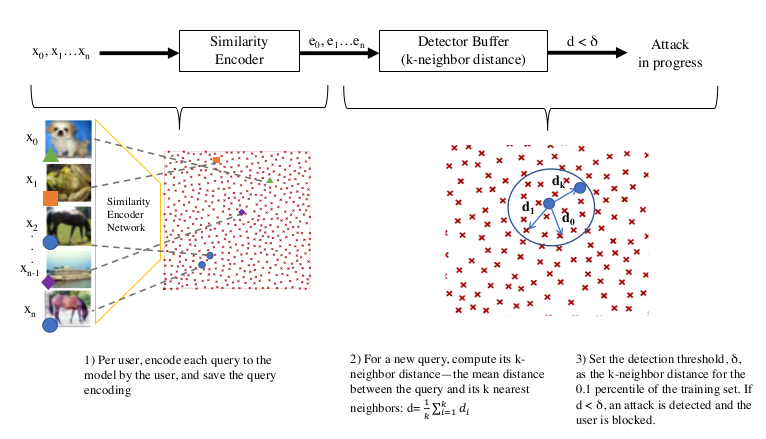 x₀, x₁…xₙ
Similarity
Encoder
e₀, e₁…eₙ
Detector Buffer
(k-neighbor distance)
d < δ
Attack
in progress
x₀
x₁
x₂
.
.
.
xₙ₋₁
xₙ
Similarity
Encoder
Network
dₖ
d₁
d₀
1) Per user, encode each query to the
model by the user, and save the query
encoding
2) For a new query, compute its k-
neighbor distance—the mean distance
between the query and its k nearest
neighbors: d= 1/k ∑ᵏᵢ₌₁ dᵢ
3) Set the detection threshold, δ,
as the k-neighbor distance for the
0.1 percentile of the training set. If
d < δ, an attack is detected and the
user is blocked.